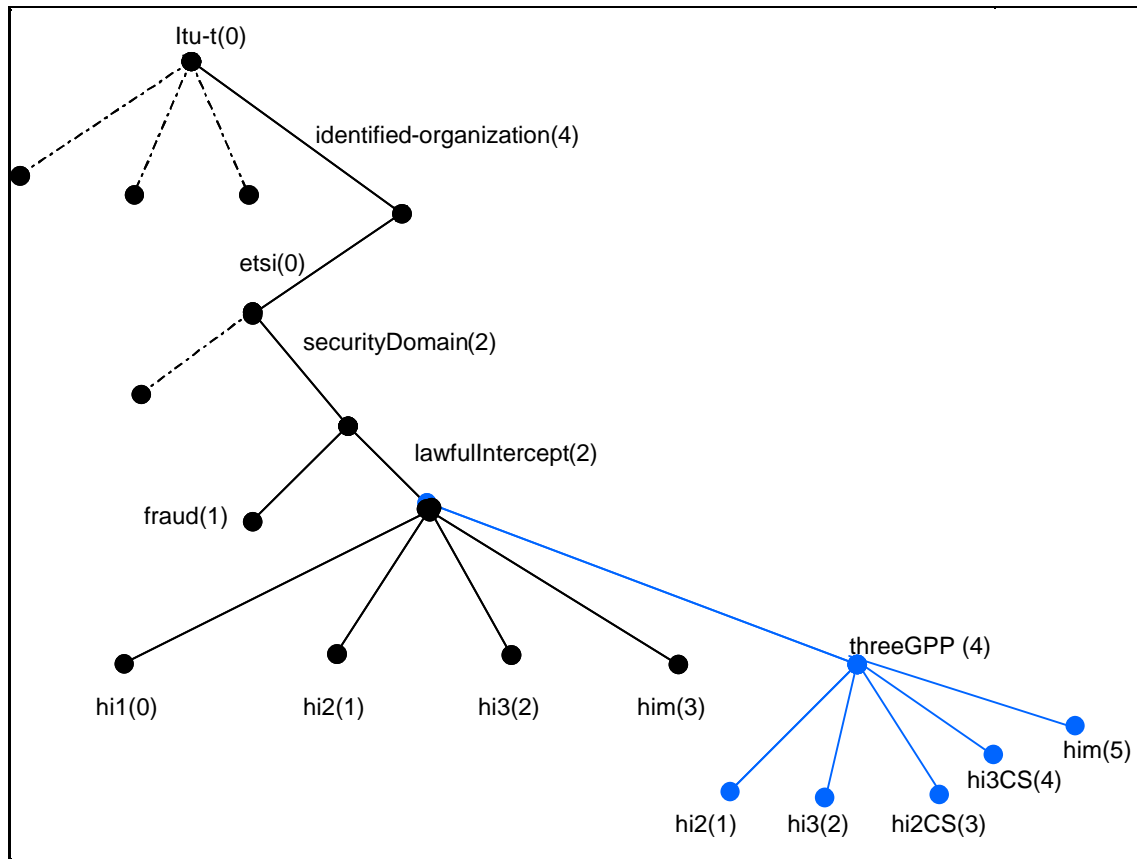 Itu-t(0)
identified-organization(4)
etsi(0)
securityDomain(2)
lawfulIntercept(2)
fraud(1)
threeGPP (4)
hi1(0)
hi2(1)
hi3(2)
him(3)
him(5)
hi3CS(4)
hi2(1)
hi3(2)
hi2CS(3)